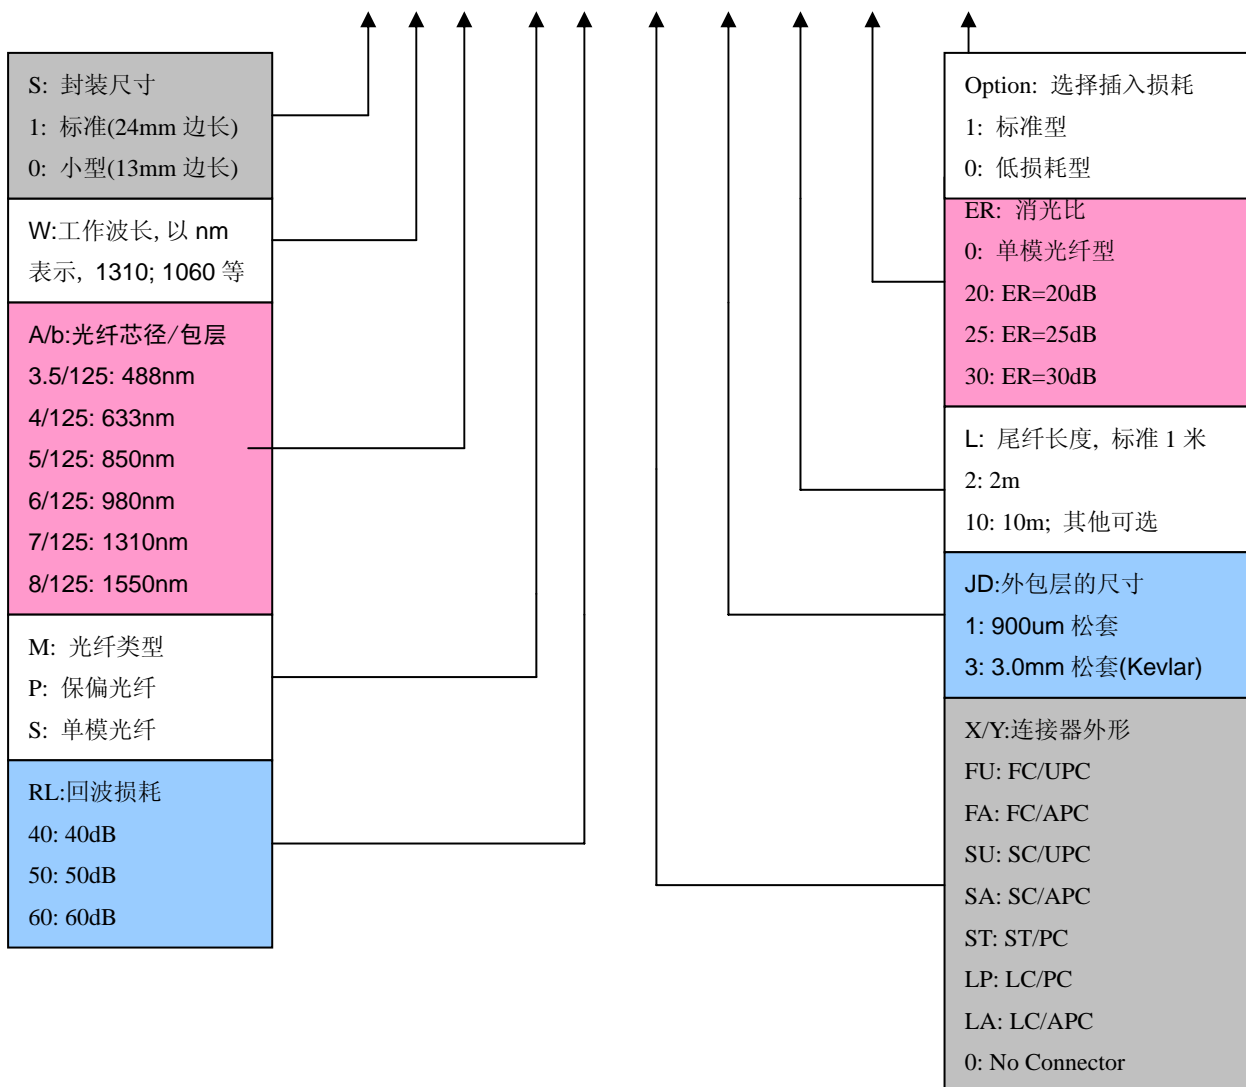 S: 封装尺寸
1: 标准(24mm 边长)
0: 小型(13mm 边长)
W:工作波长, 以 nm
表示, 1310; 1060 等
A/b:光纤芯径/包层
3.5/125: 488nm
4/125: 633nm
5/125: 850nm
6/125: 980nm
7/125: 1310nm
8/125: 1550nm
M: 光纤类型
P: 保偏光纤
S: 单模光纤
RL:回波损耗
40: 40dB
50: 50dB
60: 60dB
Option: 选择插入损耗
1: 标准型
0: 低损耗型
ER: 消光比
0: 单模光纤型
20: ER=20dB
25: ER=25dB
30: ER=30dB
L: 尾纤长度, 标准 1 米
2: 2m
10: 10m; 其他可选
JD:外包层的尺寸
1: 900um 松套
3: 3.0mm 松套(Kevlar)
X/Y:连接器外形
FU: FC/UPC
FA: FC/APC
SU: SC/UPC
SA: SC/APC
ST: ST/PC
LP: LC/PC
LA: LC/APC
0: No Connector